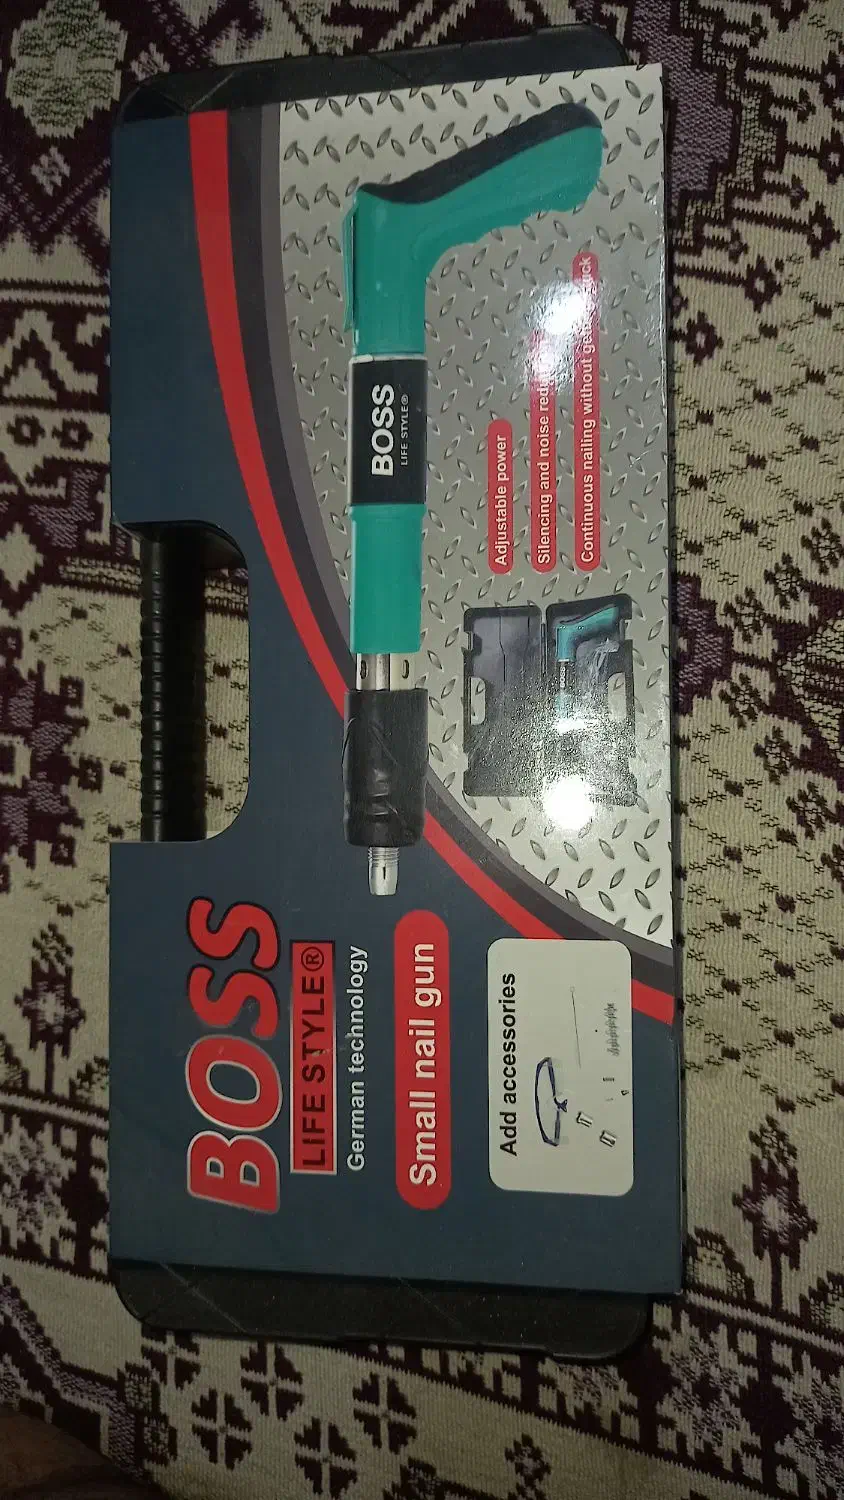 BOSS
LIFE STYLE®
German technology
Small nail gun
Add accessories
BOSS
LIFE STYLE®
Adjustable power
Silencing and noise
Continuous nailing without
BOSS